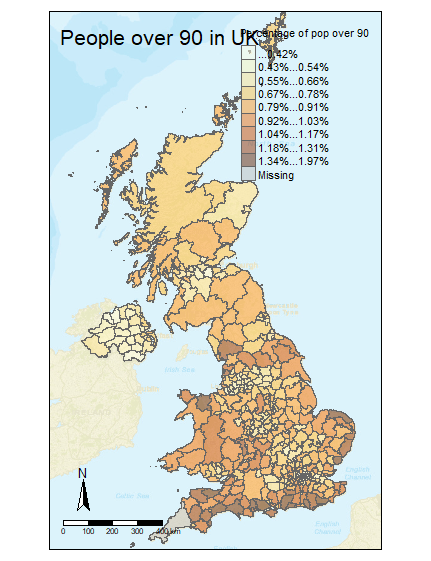 People over 90 in UK
Percentage of pop over 90
...0.42%
0.43%...0.54%
0.55%...0.66%
0.67%...0.78%
0.79%...0.91%
0.92%...1.03%
1.04%...1.17%
1.18%...1.31%
1.34%...1.97%
Missing
Irish Sea
N
English
Channel
Celtic Sea
0 100 200 300 400 km
English
Channel